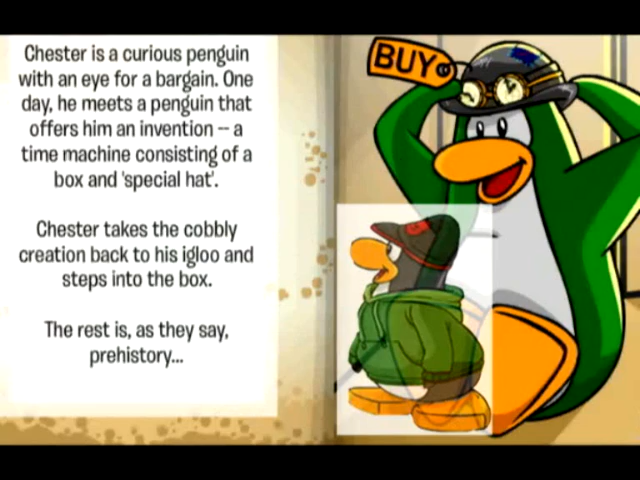 Chester is a curious penguin
with an eye for a bargain. One
day, he meets a penguin that
offers him an invention -- a
time machine consisting of a
box and 'special hat'.
Chester takes the cobbly
creation back to his igloo and
steps into the box.
The rest is, as they say,
prehistory...
BUY